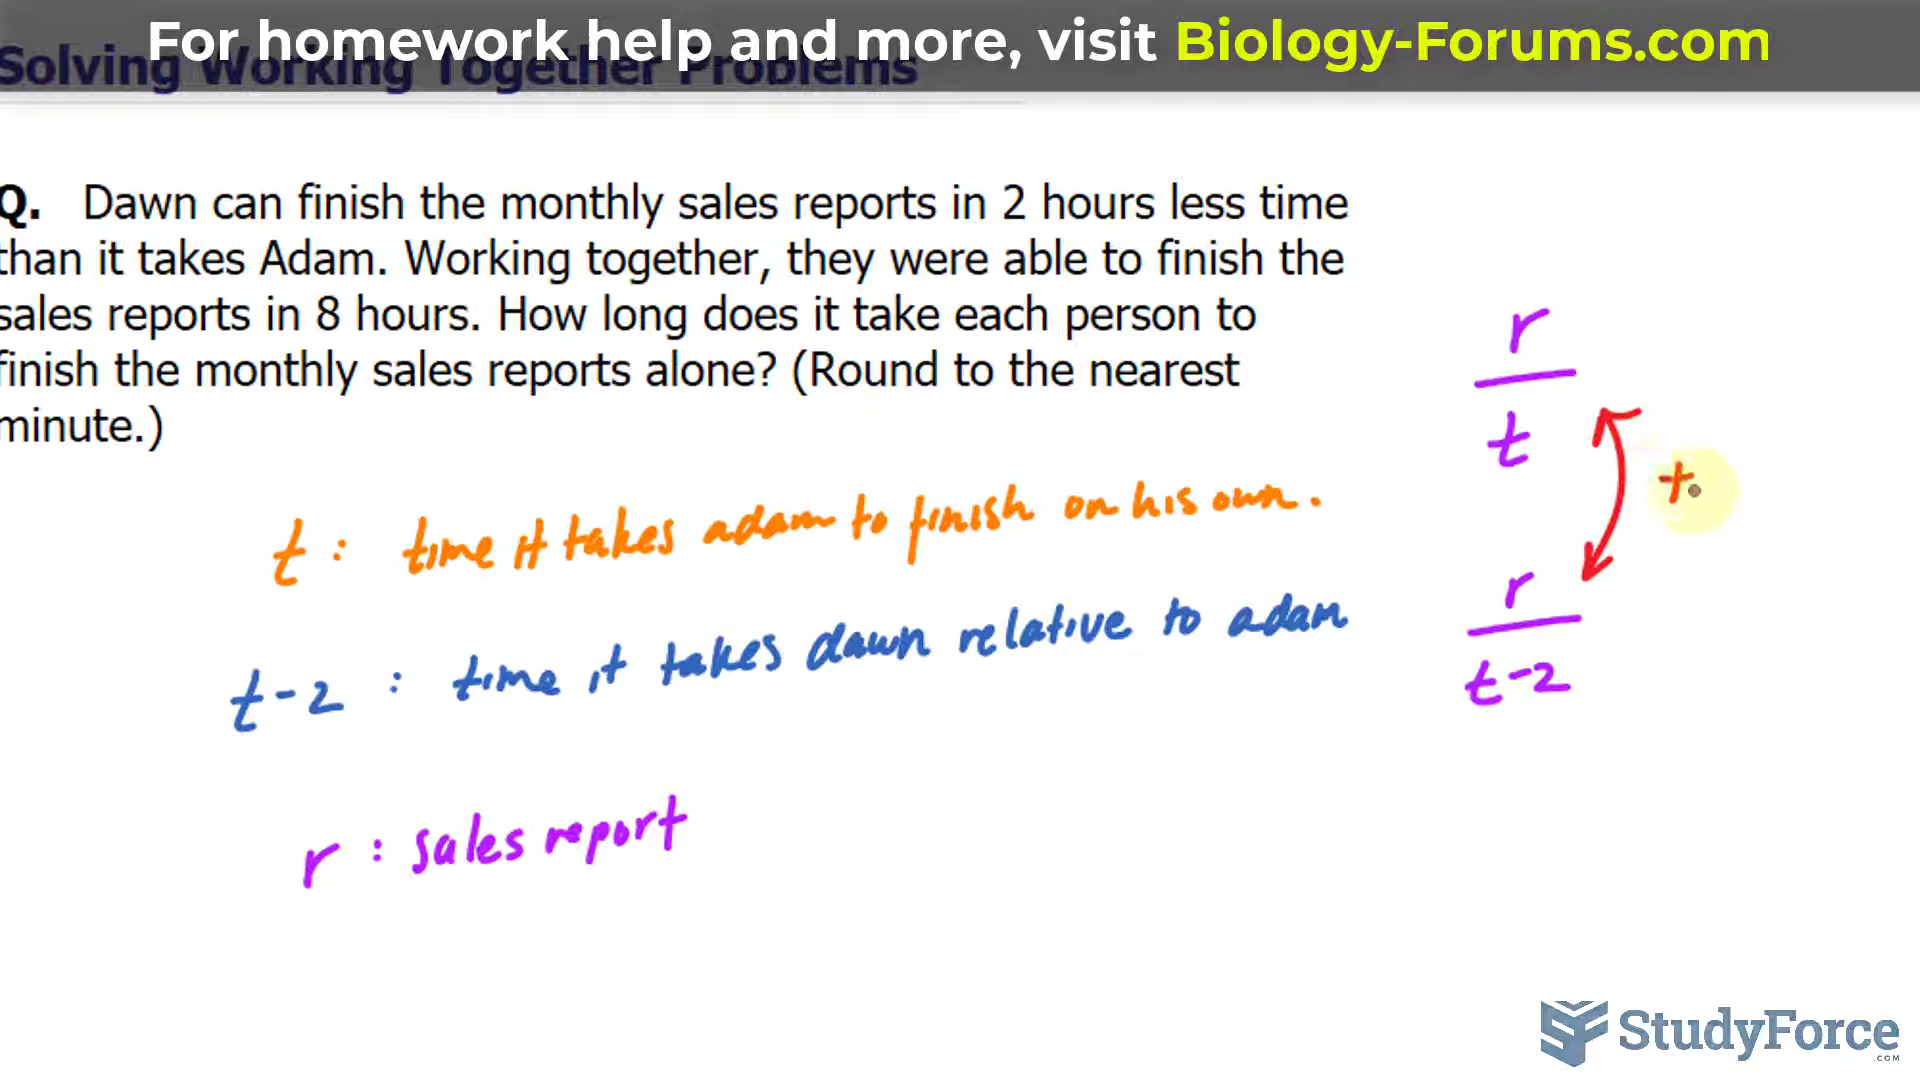 For homework help and more, visit Biology-Forums.com
Solving Working Together Problems
Q. Dawn can finish the monthly sales reports in 2 hours less time
than it takes Adam. Working together, they were able to finish the
sales reports in 8 hours. How long does it take each person to
finish the monthly sales reports alone? (Round to the nearest
minute.)
r
t
+
t : time it takes adam to finish on his own.
r
t-2
t-2 : time it takes dawn relative to adam
r : sales report
StudyForce
.COM